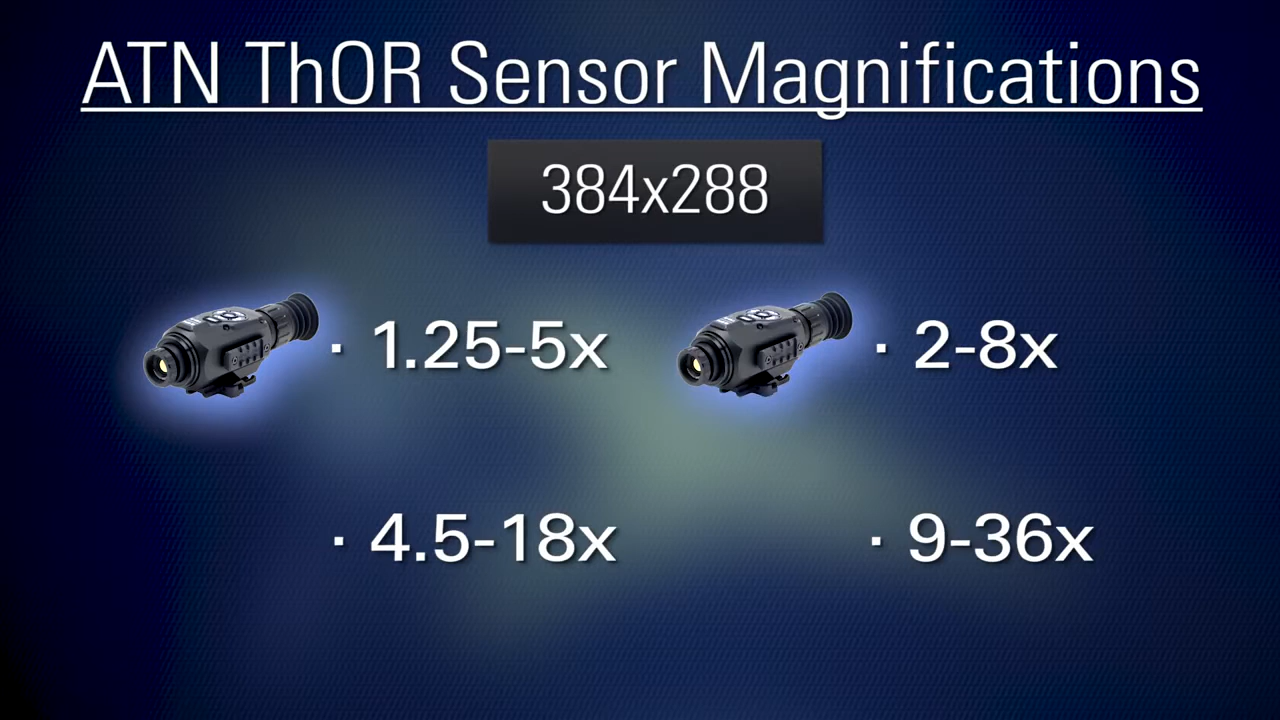 ATN ThOR Sensor Magnifications
384x288
· 1.25-5x
· 2-8x
· 4.5-18x
· 9-36x